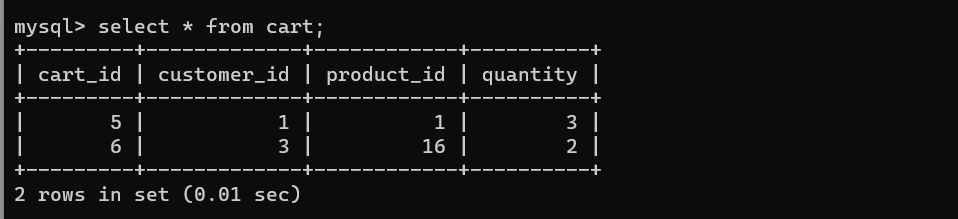 mysql> select * from cart;
+---------+-------------+------------+----------+
| cart_id | customer_id | product_id | quantity |
+---------+-------------+------------+----------+
|       5 |           1 |          1 |        3 |
|       6 |           3 |         16 |        2 |
+---------+-------------+------------+----------+
2 rows in set (0.01 sec)